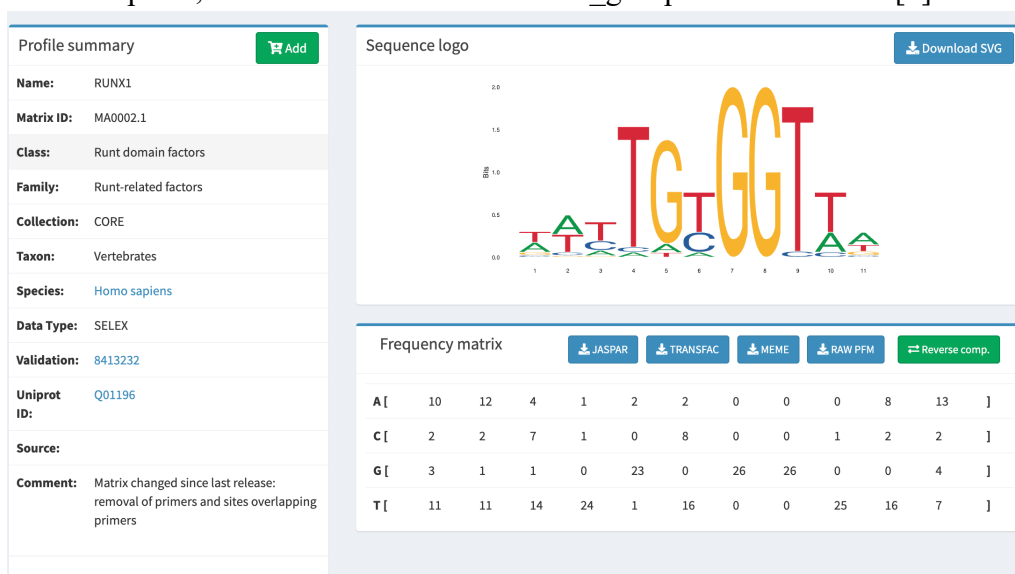 Profile summary
Add
Name: RUNX1
Matrix ID: MA0002.1
Class: Runt domain factors
Family: Runt-related factors
Collection: CORE
Taxon: Vertebrates
Species: Homo sapiens
Data Type: SELEX
Validation: 8413232
Uniprot ID: Q01196
Source:
Comment: Matrix changed since last release:
removal of primers and sites overlapping
primers
Sequence logo
Download SVG
2.0
1.5
Bits
1.0
0.5
0.0
1 2 3 4 5 6 7 8 9 10 11
Frequency matrix
JASPAR
TRANSFAC
MEME
RAW PFM
Reverse comp.
A [ 10 12 4 1 2 2 0 0 0 8 13 ]
C [ 2 2 7 1 0 8 0 0 1 2 2 ]
G [ 3 1 1 0 23 0 26 26 0 0 4 ]
T [ 11 11 14 24 1 16 0 0 25 16 7 ]